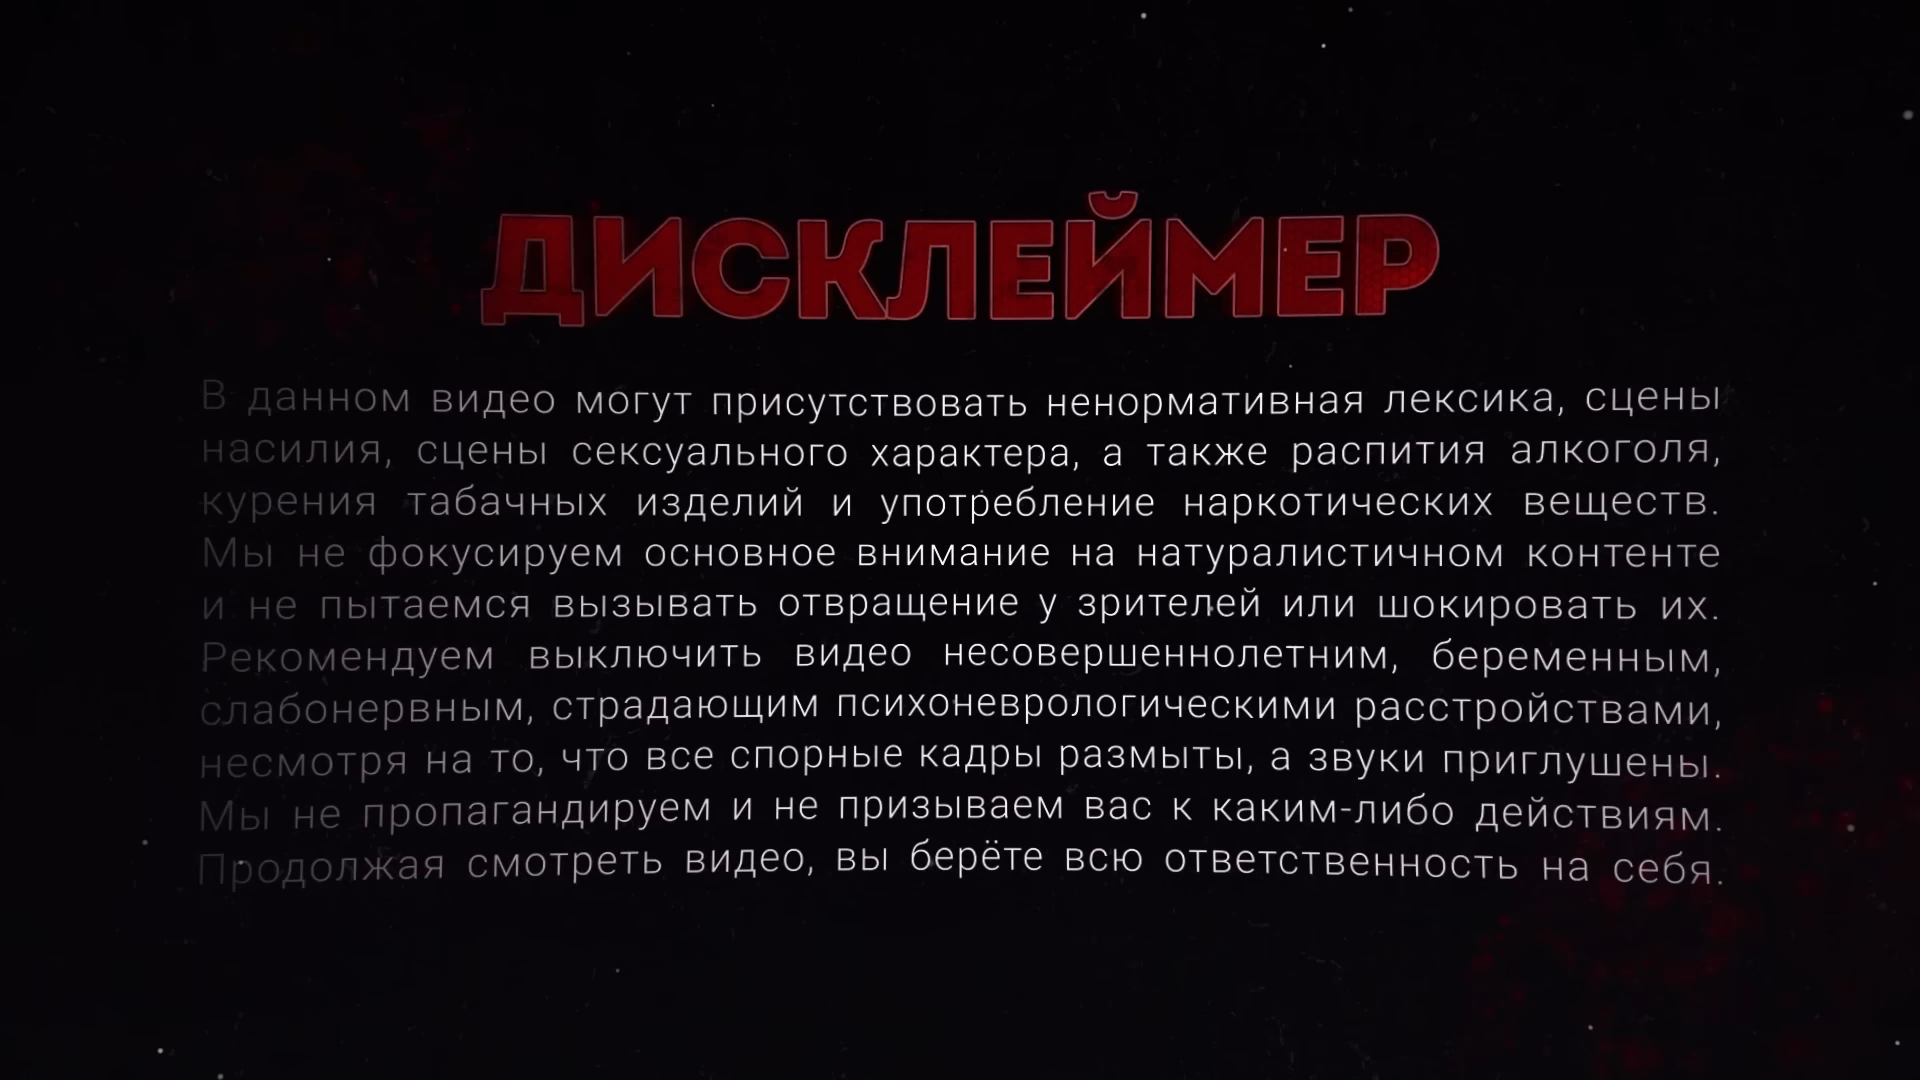 ДИСКЛЕЙМЕР
В данном видео могут присутствовать ненормативная лексика, сцены
насилия, сцены сексуального характера, а также распития алкоголя,
курения табачных изделий и употребление наркотических веществ.
Мы не фокусируем основное внимание на натуралистичном контенте
и не пытаемся вызывать отвращение у зрителей или шокировать их.
Рекомендуем выключить видео несовершеннолетним, беременным,
слабонервным, страдающим психоневрологическими расстройствами,
несмотря на то, что все спорные кадры размыты, а звуки приглушены.
Мы не пропагандируем и не призываем вас к каким-либо действиям.
Продолжая смотреть видео, вы берёте всю ответственность на себя.